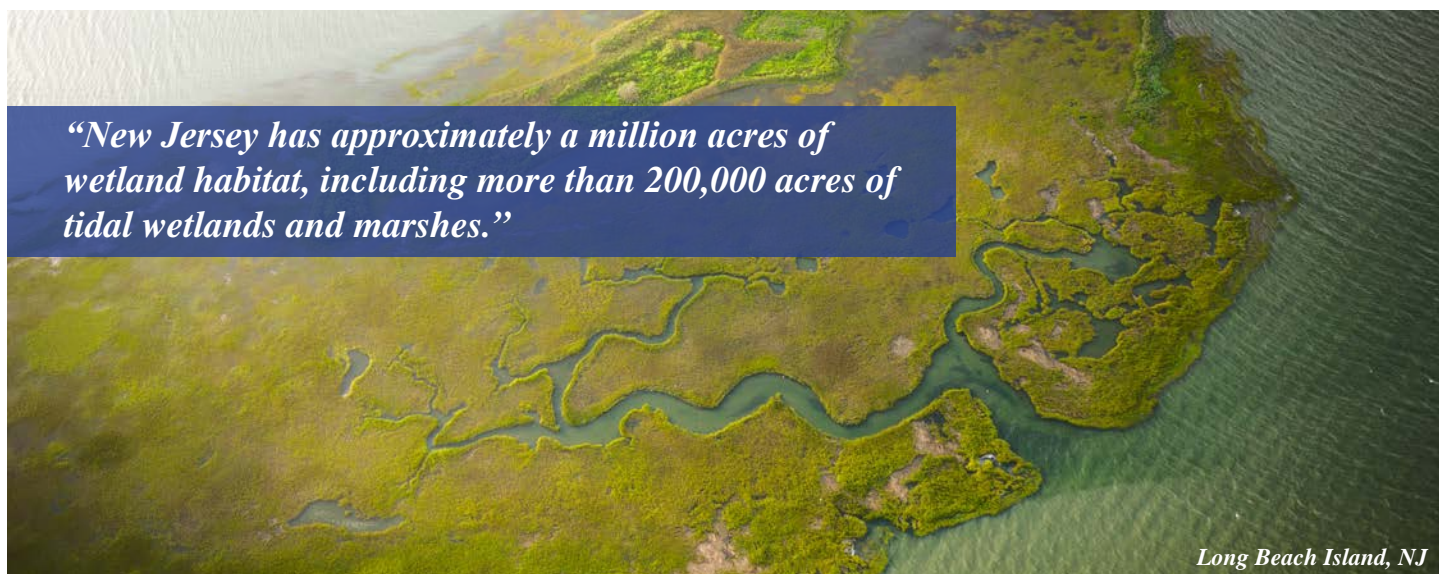 “New Jersey has approximately a million acres of
wetland habitat, including more than 200,000 acres of
tidal wetlands and marshes.”
Long Beach Island, NJ